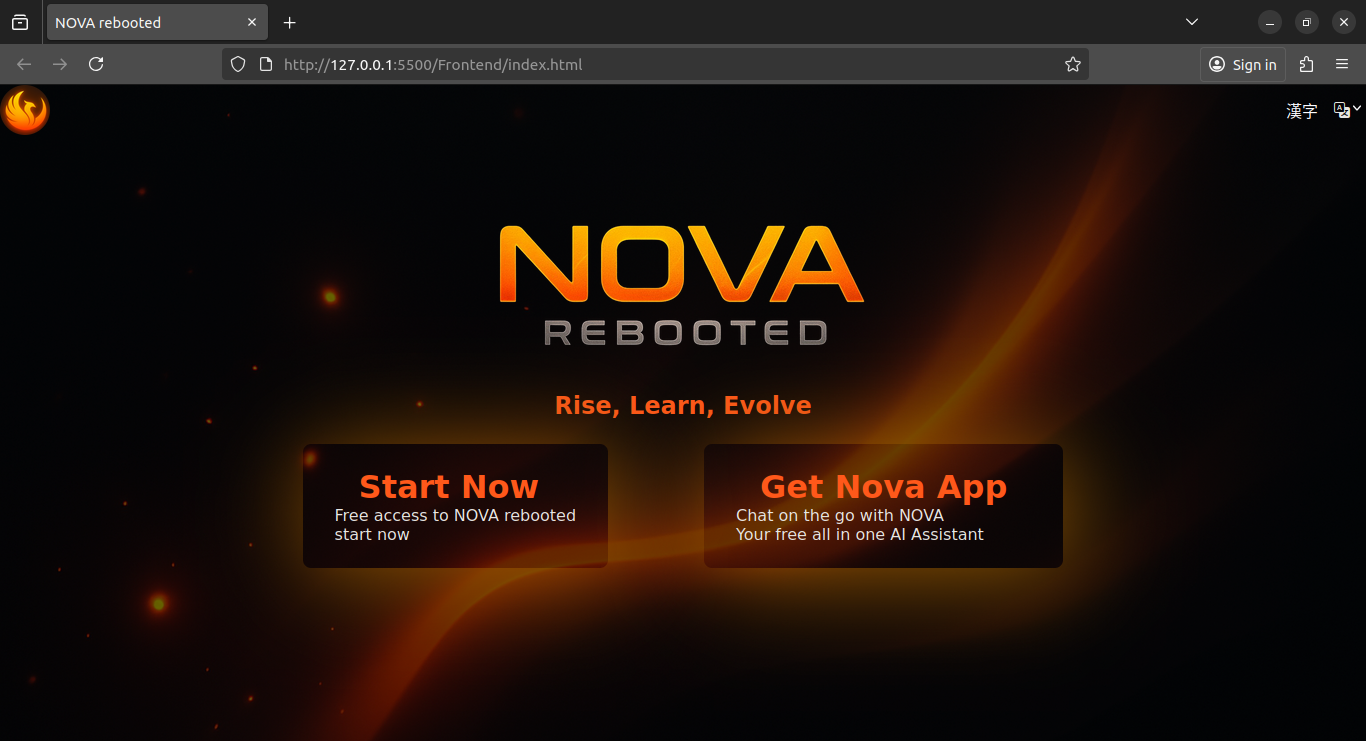 NOVA rebooted
http://127.0.0.1:5500/Frontend/index.html
Sign in
漢字
NOVA
REBOOTED
Rise, Learn, Evolve
Start Now
Free access to NOVA rebooted
start now
Get Nova App
Chat on the go with NOVA
Your free all in one AI Assistant